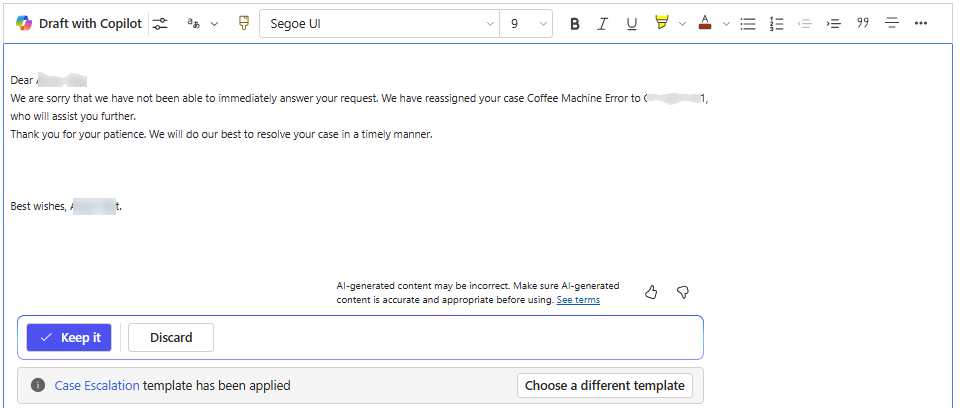 Draft with Copilot Segoe UI 9 B I U A
Dear
We are sorry that we have not been able to immediately answer your request. We have reassigned your case Coffee Machine Error to
who will assist you further.
Thank you for your patience. We will do our best to resolve your case in a timely manner.
Best wishes,
AI-generated content may be incorrect. Make sure AI-generated
content is accurate and appropriate before using. See terms
Keep it Discard
Case Escalation template has been applied Choose a different template